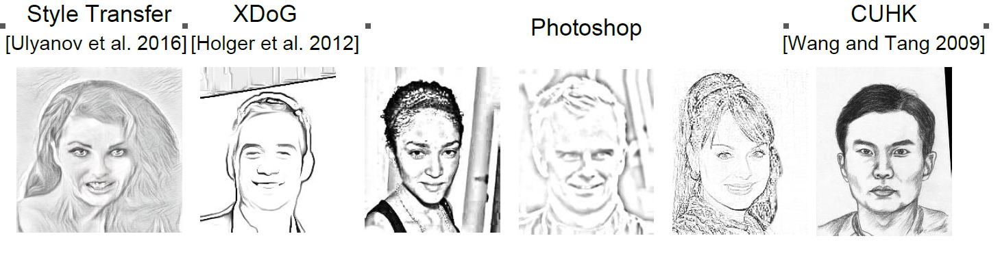 Style Transfer
[Ulyanov et al. 2016]
XDoG
[Holger et al. 2012]
Photoshop
CUHK
[Wang and Tang 2009]